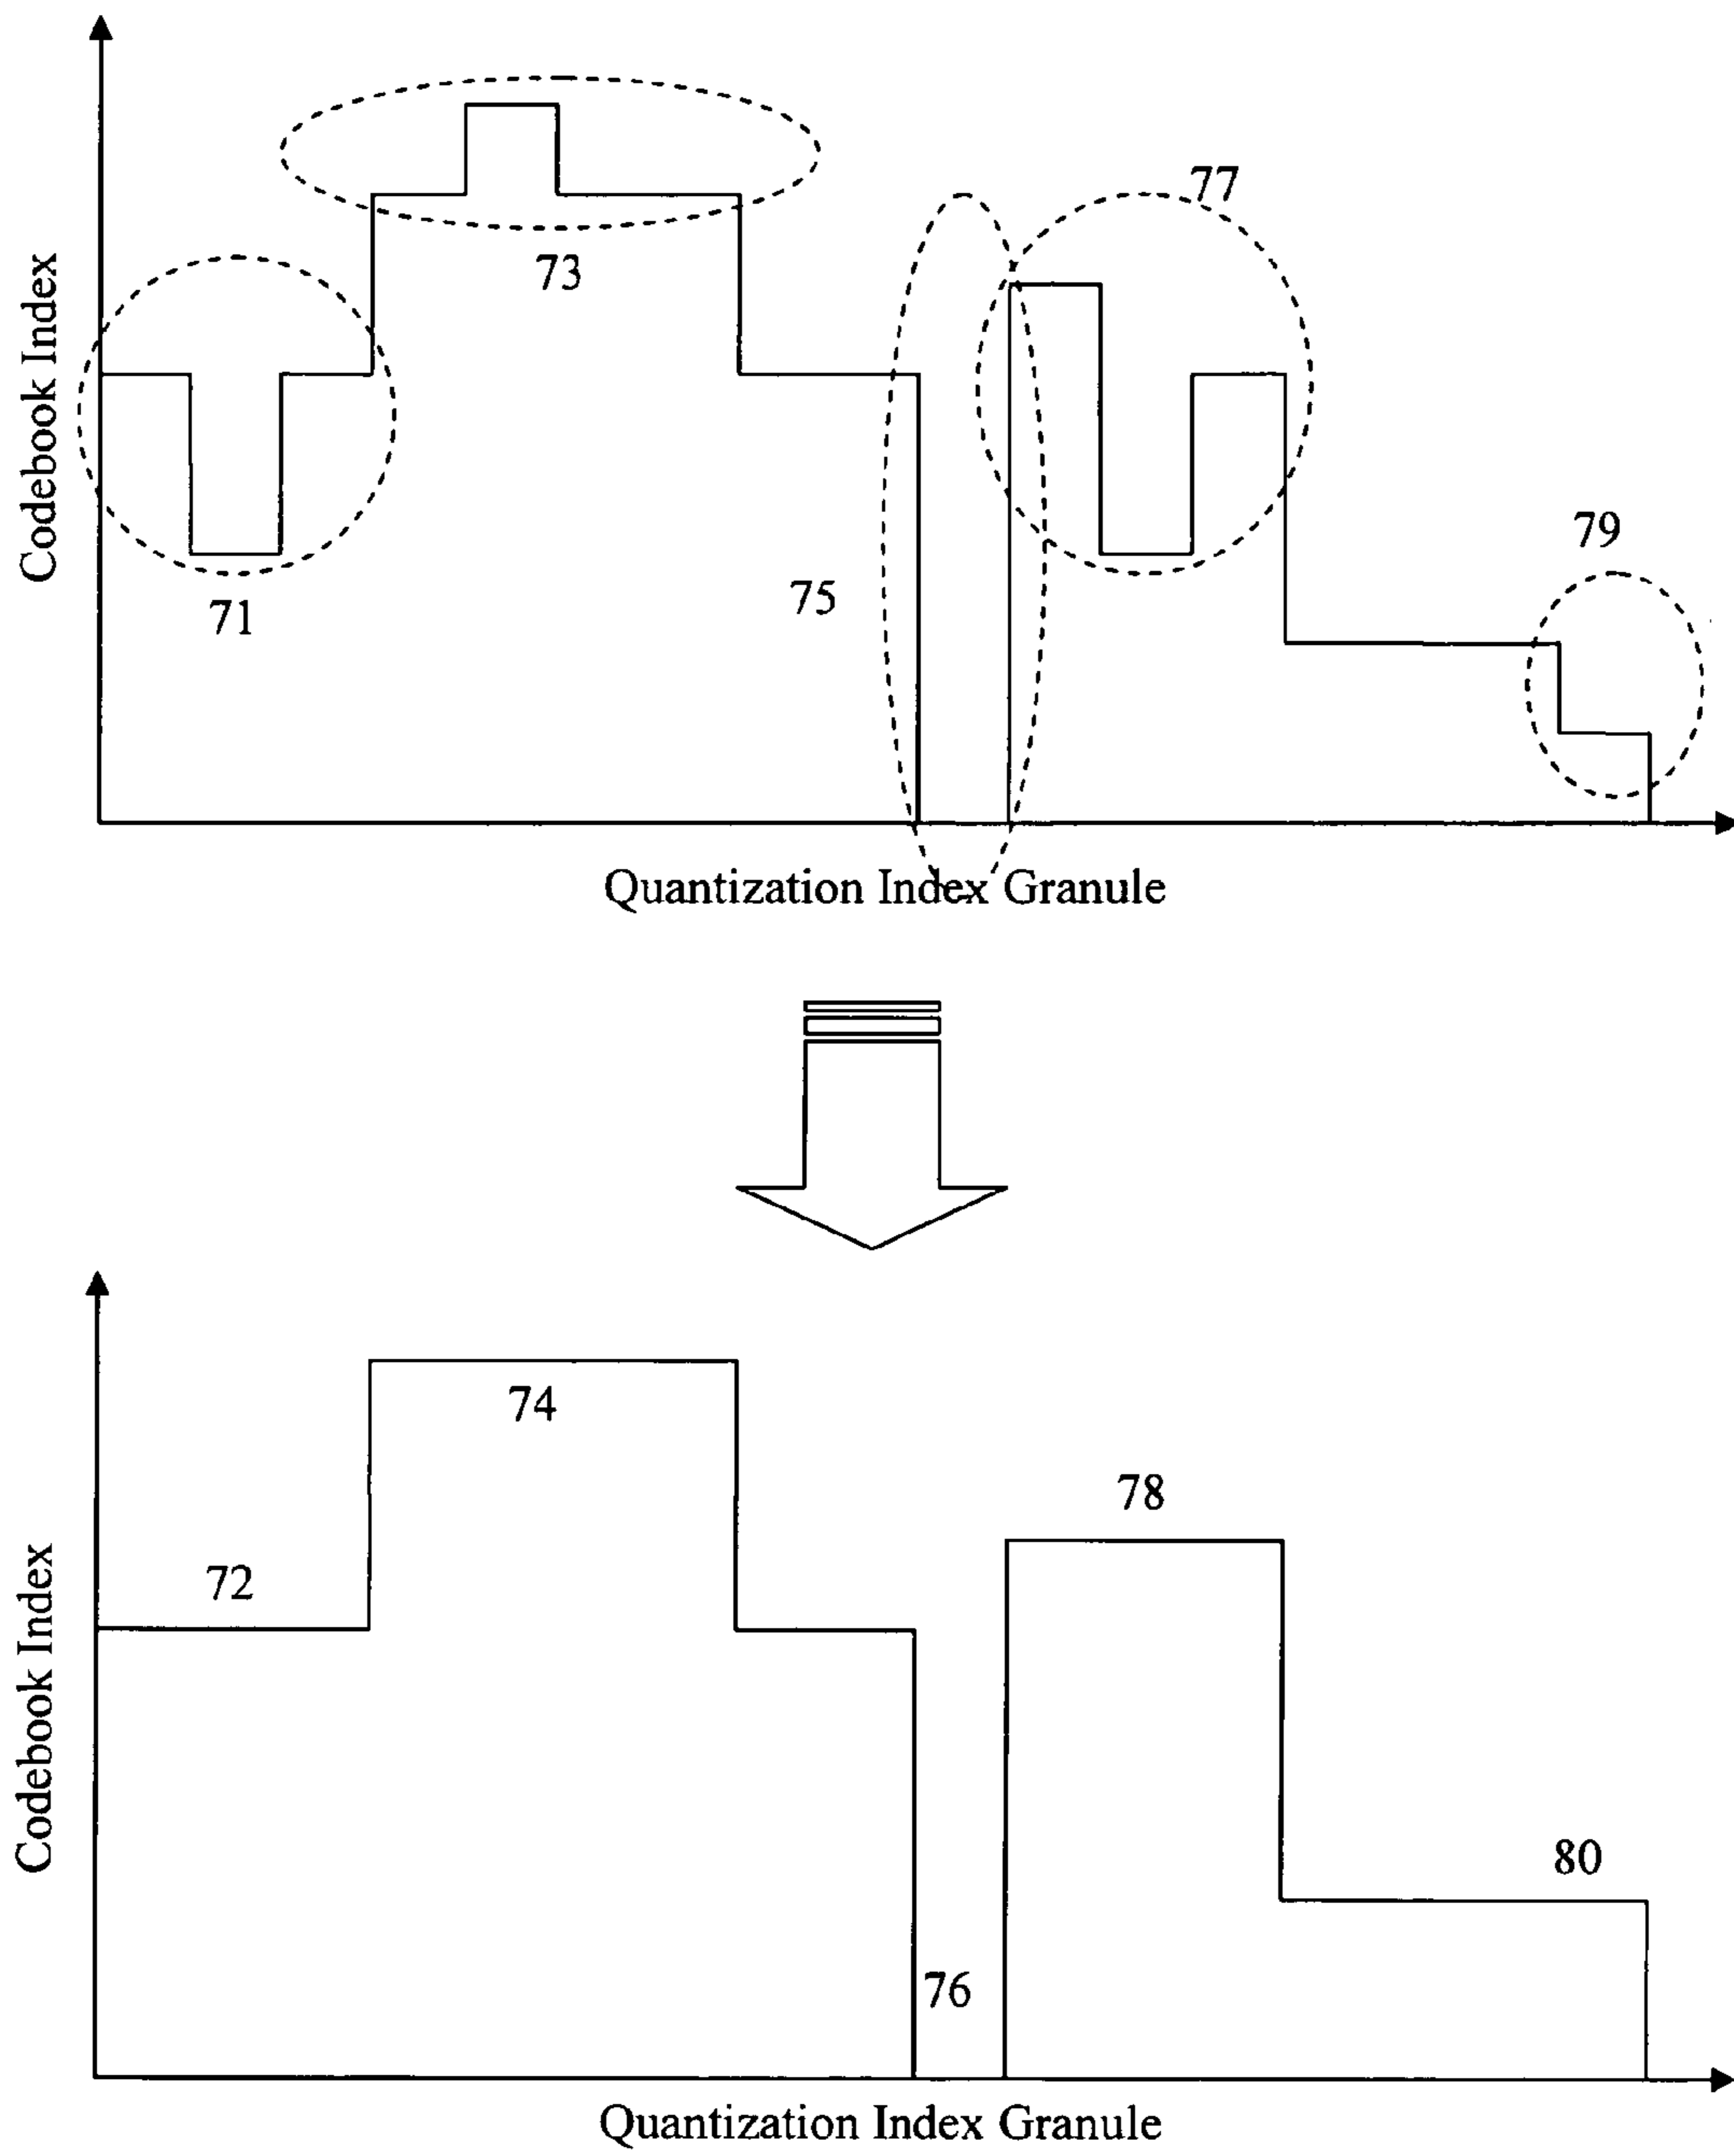 77
73
Codebook Index
79
75
71
Quantization Index Granule
74
78
72
Codebook Index
80
76
Quantization Index Granule